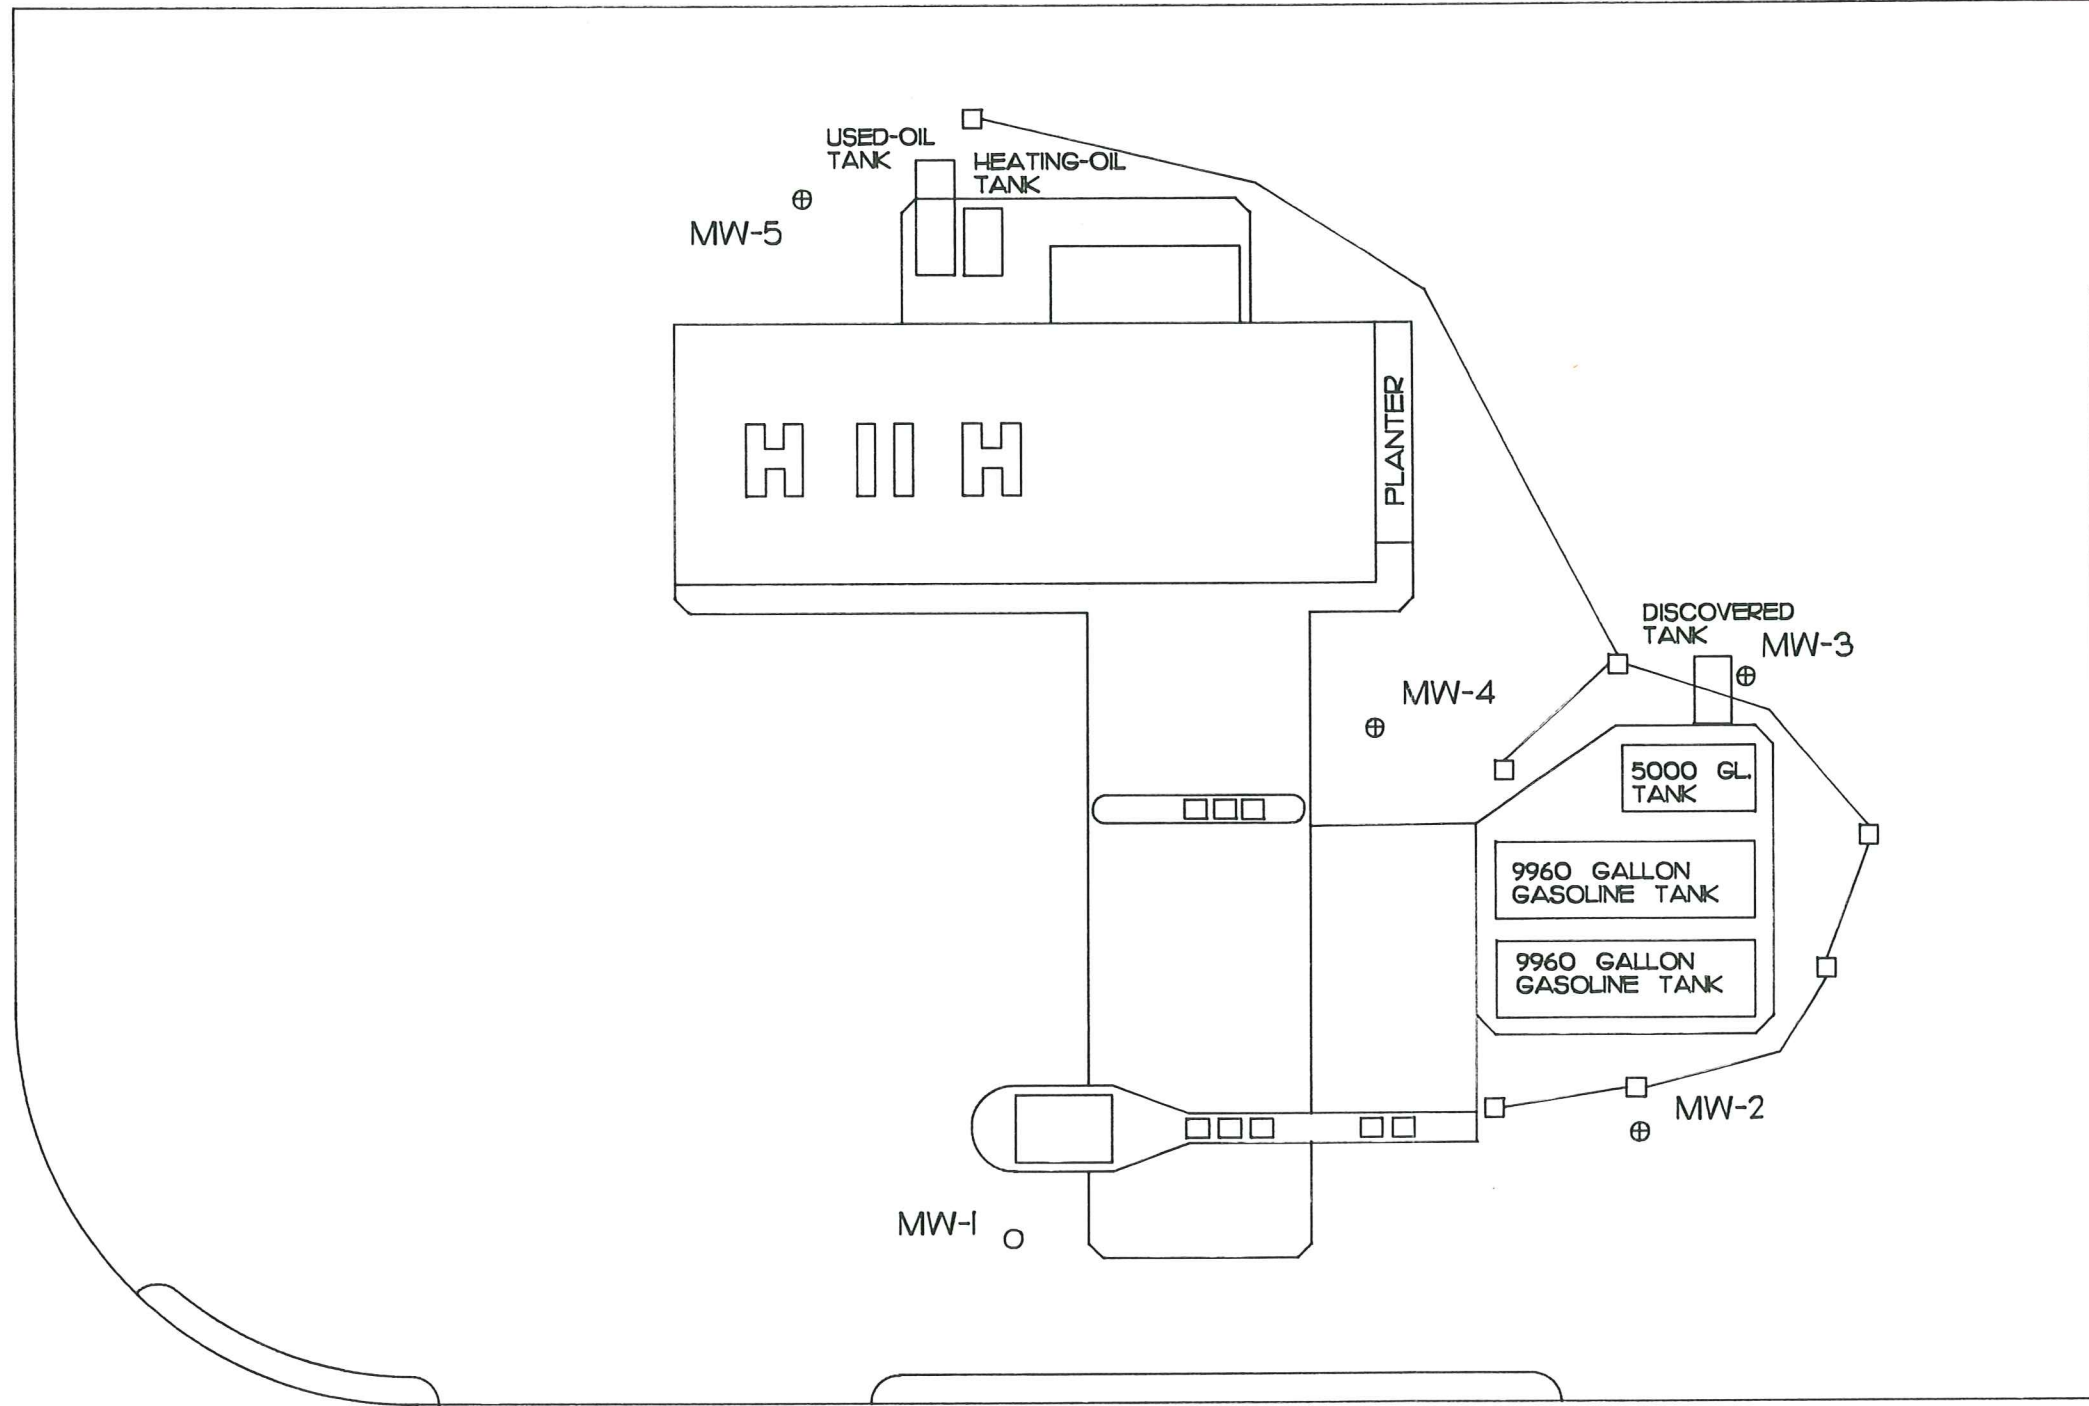 USED-OIL
TANK
HEATING-OIL
TANK
MW-5
PLANTER
DISCOVERED
TANK
MW-3
MW-4
5000 GL.
TANK
9960 GALLON
GASOLINE TANK
9960 GALLON
GASOLINE TANK
MW-2
MW-1